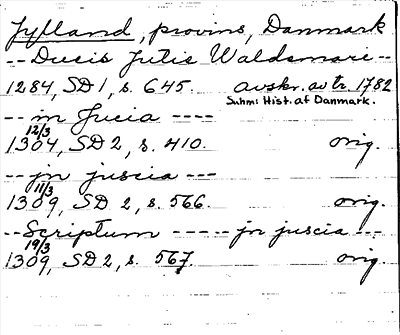 Jylland, provins, Danmark
-- Ducis Jutie Waldemari --
1284, SD 1, s. 645. avskr. av tr. 1782
Suhm: Hist. af Danmark.
-- in Jucia ----
12/3
1304, SD 2, s. 410. orig.
-- jn juscia ---
11/3
1309, SD 2, s. 566. orig.
-- Scriptum ----- jn juscia ---
19/3
1309, SD 2, s. 567. orig.